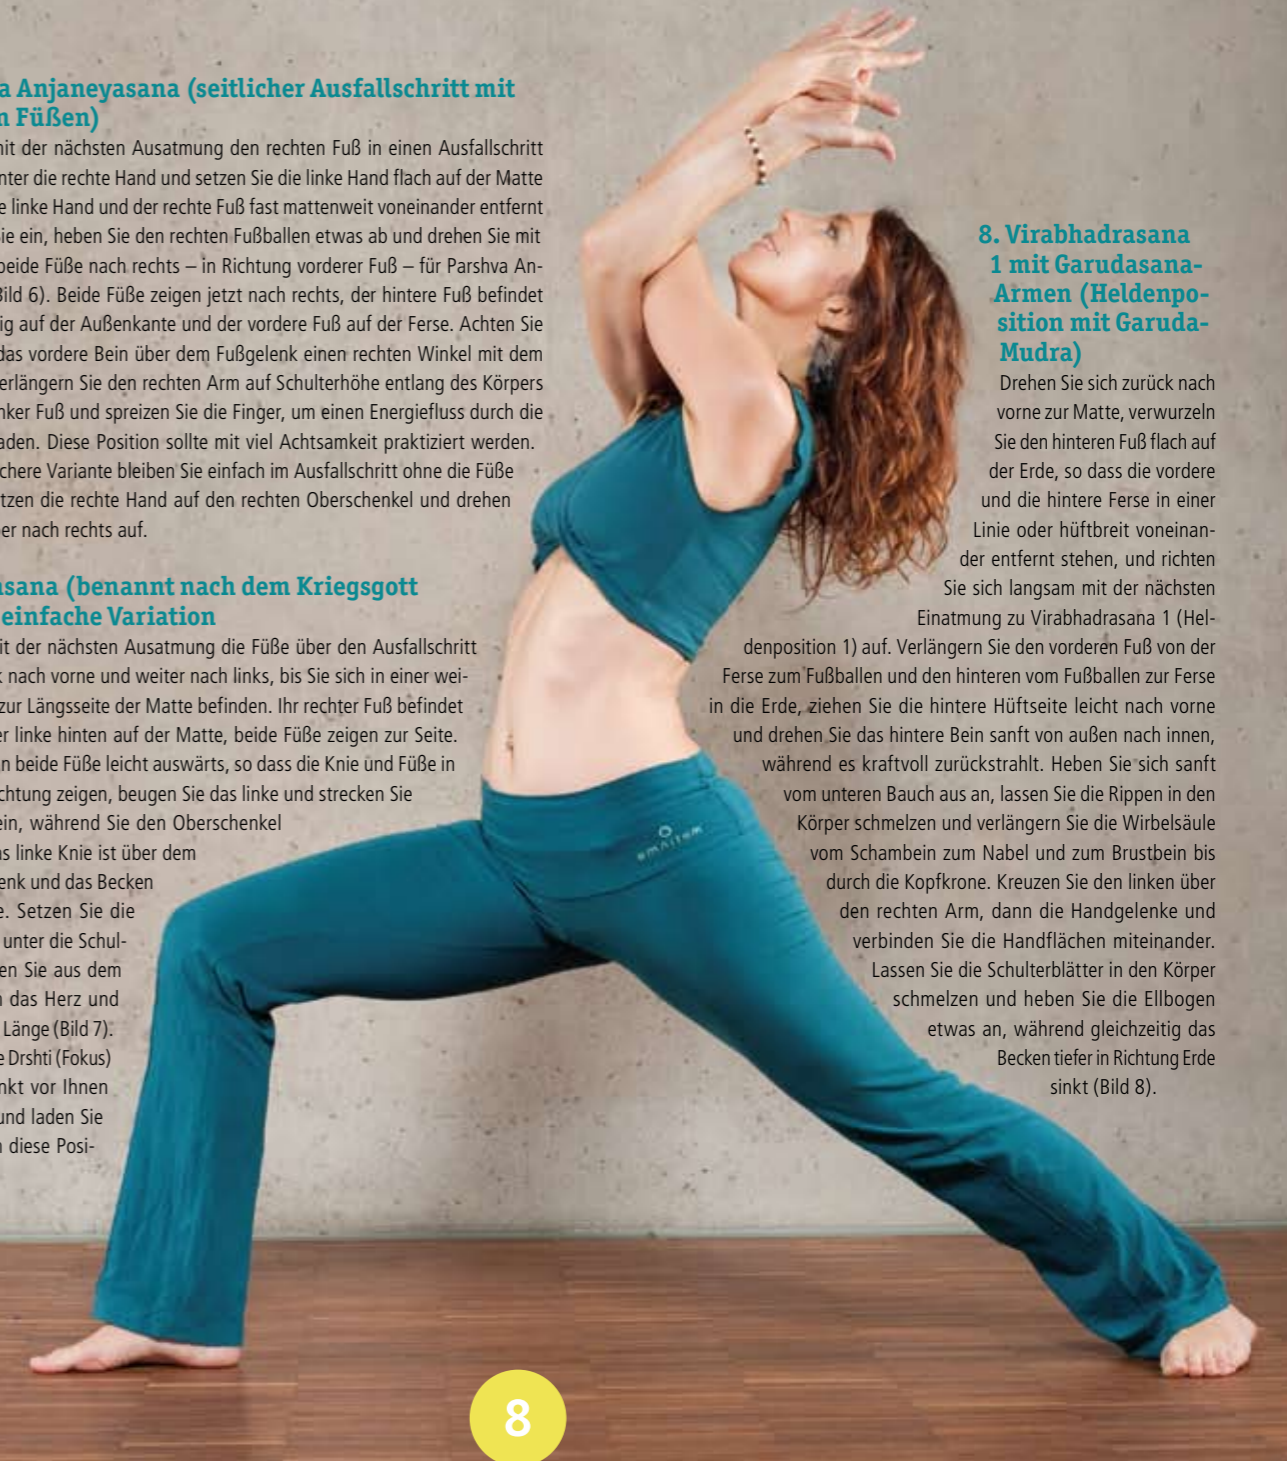 a Anjaneyasana (seitlicher Ausfallschritt mit
n Füßen)
it der nächsten Ausatmung den rechten Fuß in einen Ausfallschritt
nter die rechte Hand und setzen Sie die linke Hand flach auf der Matte
e linke Hand und der rechte Fuß fast mattenweit voneinander entfernt
ie ein, heben Sie den rechten Fußballen etwas ab und drehen Sie mit
beide Füße nach rechts – in Richtung vorderer Fuß – für Parshva An-
Bild 6). Beide Füße zeigen jetzt nach rechts, der hintere Fuß befindet
ig auf der Außenkante und der vordere Fuß auf der Ferse. Achten Sie
das vordere Bein über dem Fußgelenk einen rechten Winkel mit dem
erlängern Sie den rechten Arm auf Schulterhöhe entlang des Körpers
nker Fuß und spreizen Sie die Finger, um einen Energiefluss durch die
aden. Diese Position sollte mit viel Achtsamkeit praktiziert werden.
chere Variante bleiben Sie einfach im Ausfallschritt ohne die Füße
tzen die rechte Hand auf den rechten Oberschenkel und drehen
er nach rechts auf.
asana (benannt nach dem Kriegsgott
einfache Variation
it der nächsten Ausatmung die Füße über den Ausfallschritt
k nach vorne und weiter nach links, bis Sie sich in einer wei-
zur Längsseite der Matte befinden. Ihr rechter Fuß befindet
er linke hinten auf der Matte, beide Füße zeigen zur Seite.
n beide Füße leicht auswärts, so dass die Knie und Füße in
chtung zeigen, beugen Sie das linke und strecken Sie
ein, während Sie den Oberschenkel
as linke Knie ist über dem
enk und das Becken
e. Setzen Sie die
unter die Schul-
en Sie aus dem
n das Herz und
Länge (Bild 7).
e Drshti (Fokus)
nkt vor Ihnen
und laden Sie
n diese Posi-
8. Virabhadrasana
1 mit Garudasana-
Armen (Heldenpo-
sition mit Garuda-
Mudra)
Drehen Sie sich zurück nach
vorne zur Matte, verwurzeln
Sie den hinteren Fuß flach auf
der Erde, so dass die vordere
und die hintere Ferse in einer
Linie oder hüftbreit voneinan-
der entfernt stehen, und richten
Sie sich langsam mit der nächsten
Einatmung zu Virabhadrasana 1 (Hel-
denposition 1) auf. Verlängern Sie den vorderen Fuß von der
Ferse zum Fußballen und den hinteren vom Fußballen zur Ferse
in die Erde, ziehen Sie die hintere Hüftseite leicht nach vorne
und drehen Sie das hintere Bein sanft von außen nach innen,
während es kraftvoll zurückstrahlt. Heben Sie sich sanft
vom unteren Bauch aus an, lassen Sie die Rippen in den
Körper schmelzen und verlängern Sie die Wirbelsäule
vom Schambein zum Nabel und zum Brustbein bis
durch die Kopfkrone. Kreuzen Sie den linken über
den rechten Arm, dann die Handgelenke und
verbinden Sie die Handflächen miteinander.
Lassen Sie die Schulterblätter in den Körper
schmelzen und heben Sie die Ellbogen
etwas an, während gleichzeitig das
Becken tiefer in Richtung Erde
sinkt (Bild 8).
8